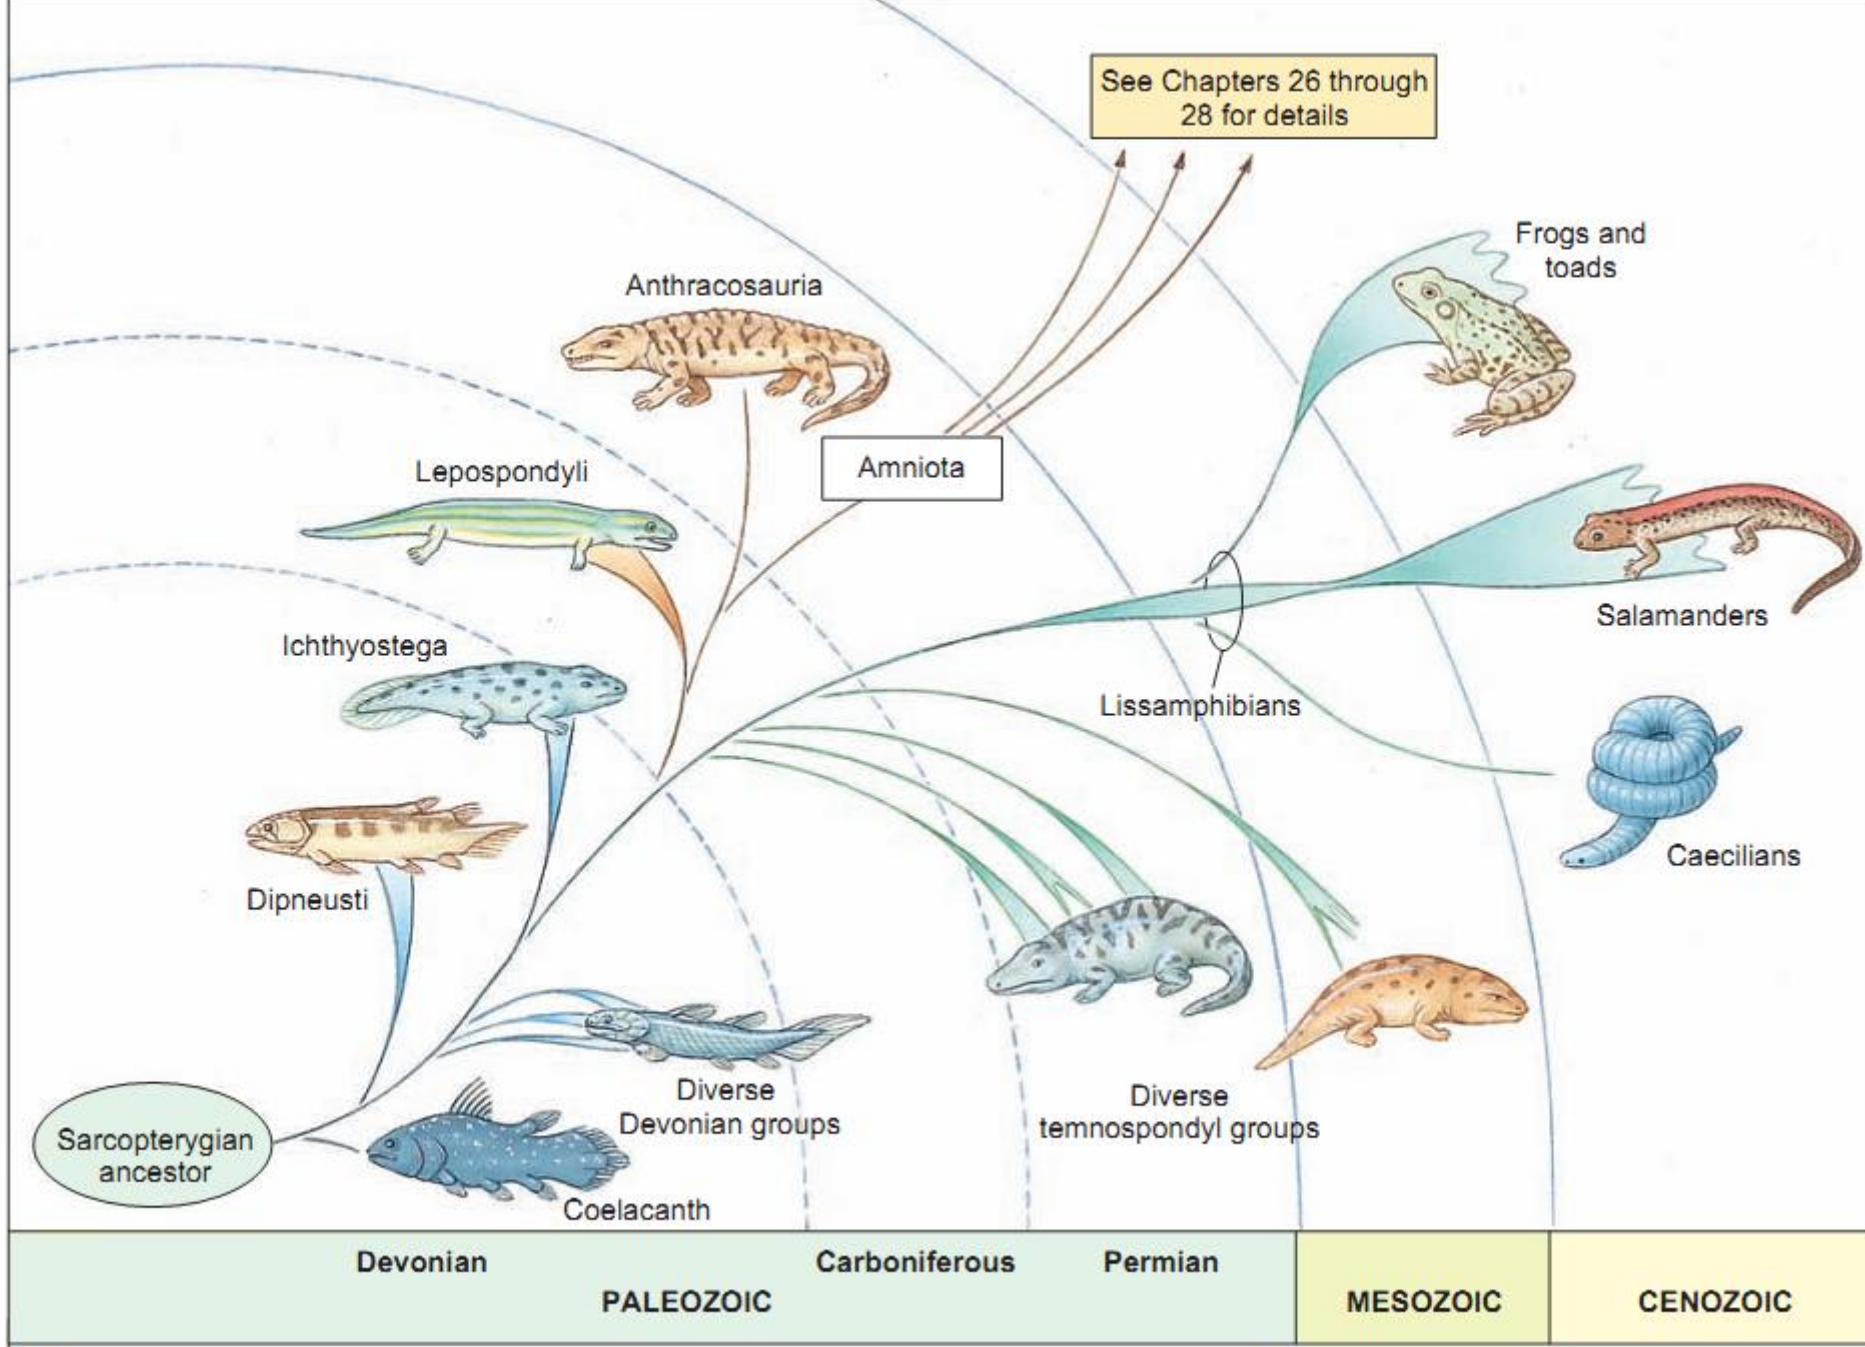 See Chapters 26 through
28 for details
Frogs and
toads
Anthracosauria
Amniota
Lepospondyli
Salamanders
Ichthyostega
Lissamphibians
Caecilians
Dipneusti
Diverse
Devonian groups
Diverse
temnospondyl groups
Sarcopterygian
ancestor
Coelacanth
Devonian
Carboniferous
Permian
PALEOZOIC
MESOZOIC
CENOZOIC